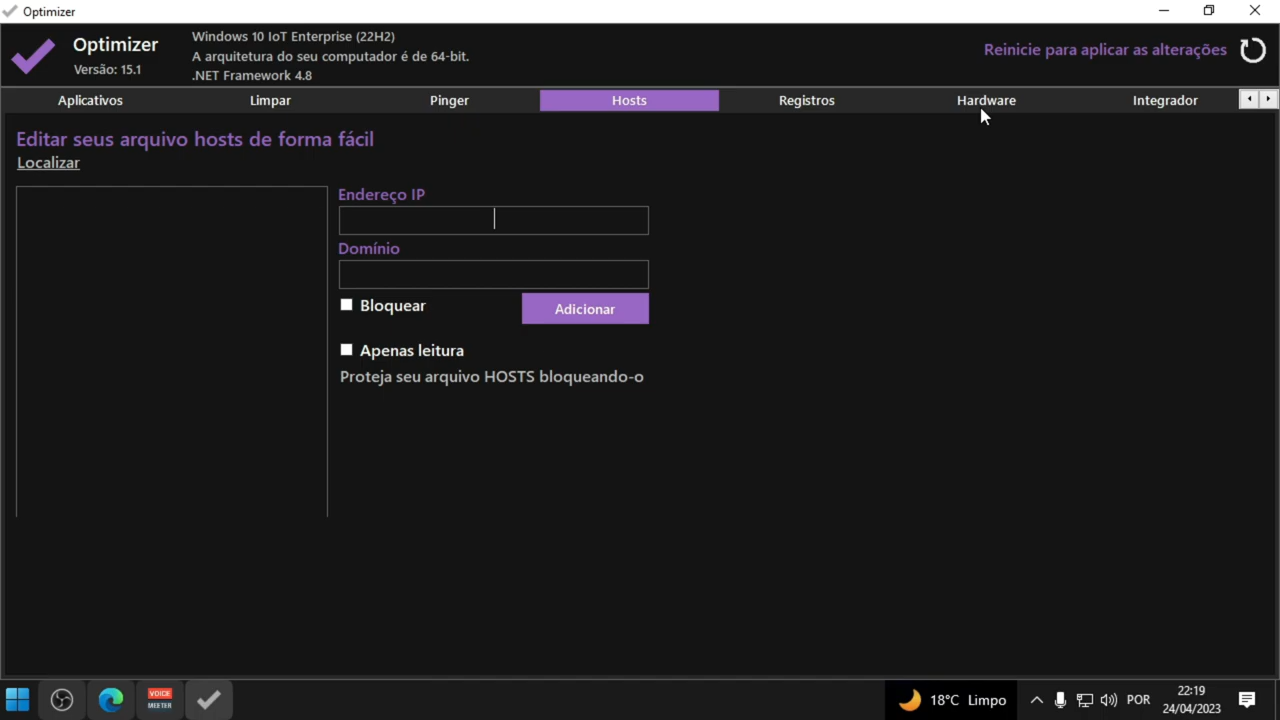 Optimizer
Optimizer
Versão: 15.1
Windows 10 IoT Enterprise (22H2)
A arquitetura do seu computador é de 64-bit.
.NET Framework 4.8
Reinicie para aplicar as alterações
Aplicativos
Limpar
Pinger
Hosts
Registros
Hardware
Integrador
Editar seus arquivo hosts de forma fácil
Localizar
Endereço IP
Domínio
Bloquear
Adicionar
Apenas leitura
Proteja seu arquivo HOSTS bloqueando-o
VOICE
MEETER
18°C Limpo
POR
22:19
24/04/2023